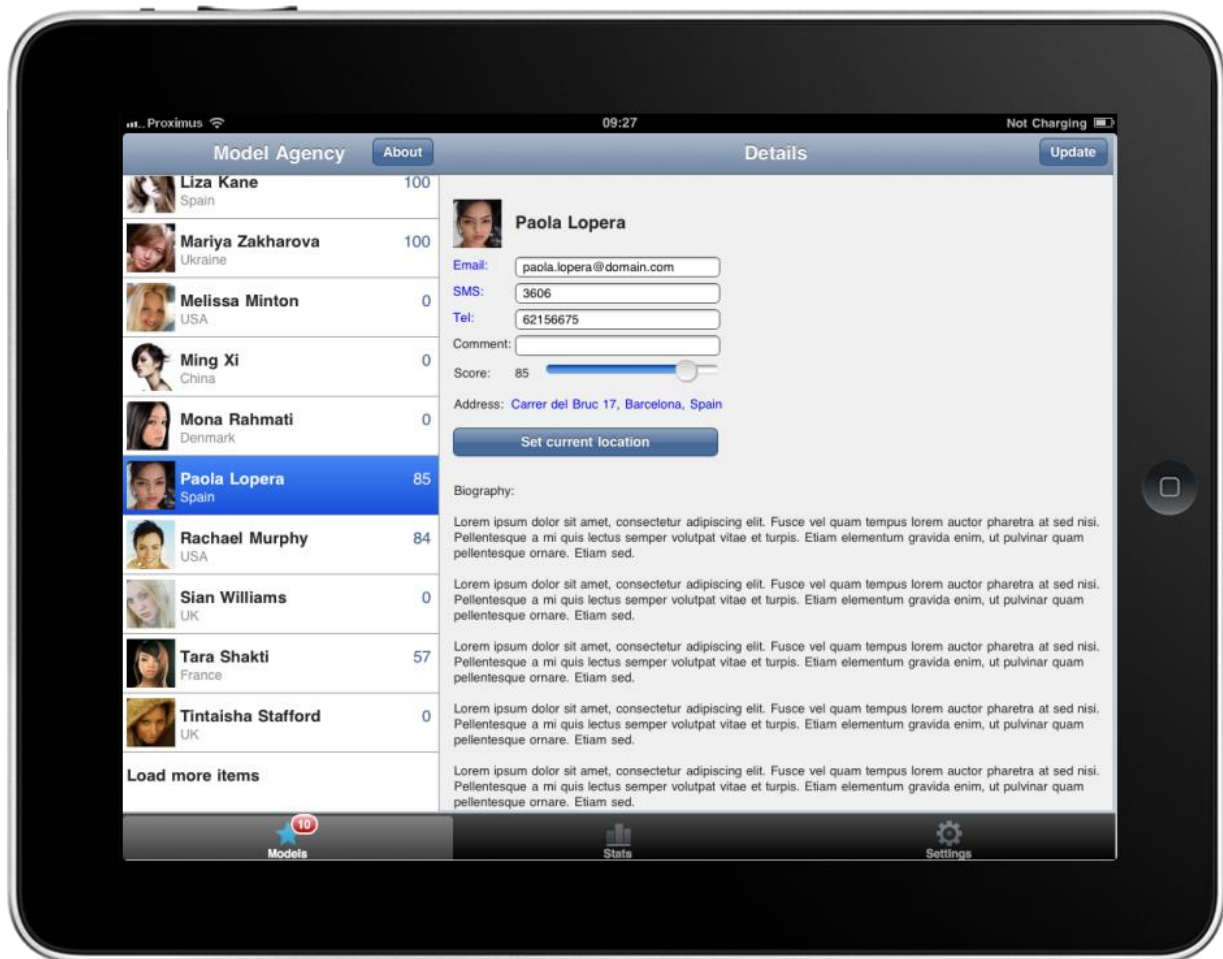 Proximus
09:27
Not Charging
Model Agency
About
Details
Update
Liza Kane
100
Spain
Mariya Zakharova
100
Ukraine
Melissa Minton
0
USA
Ming Xi
0
China
Mona Rahmati
0
Denmark
Paola Lopera
85
Spain
Rachael Murphy
84
USA
Sian Williams
0
UK
Tara Shakti
57
France
Tintaisha Stafford
0
UK
Load more items
Paola Lopera
Email: paola.lopera@domain.com
SMS: 3606
Tel: 62156675
Comment:
Score: 85
Address: Carrer del Bruc 17, Barcelona, Spain
Set current location
Biography:
Lorem ipsum dolor sit amet, consectetur adipiscing elit. Fusce vel quam tempus lorem auctor pharetra at sed nisi.
Pellentesque a mi quis lectus semper volutpat vitae et turpis. Etiam elementum gravida enim, ut pulvinar quam
pellentesque ornare. Etiam sed.
Lorem ipsum dolor sit amet, consectetur adipiscing elit. Fusce vel quam tempus lorem auctor pharetra at sed nisi.
Pellentesque a mi quis lectus semper volutpat vitae et turpis. Etiam elementum gravida enim, ut pulvinar quam
pellentesque ornare. Etiam sed.
Lorem ipsum dolor sit amet, consectetur adipiscing elit. Fusce vel quam tempus lorem auctor pharetra at sed nisi.
Pellentesque a mi quis lectus semper volutpat vitae et turpis. Etiam elementum gravida enim, ut pulvinar quam
pellentesque ornare. Etiam sed.
Lorem ipsum dolor sit amet, consectetur adipiscing elit. Fusce vel quam tempus lorem auctor pharetra at sed nisi.
Pellentesque a mi quis lectus semper volutpat vitae et turpis. Etiam elementum gravida enim, ut pulvinar quam
pellentesque ornare. Etiam sed.
Lorem ipsum dolor sit amet, consectetur adipiscing elit. Fusce vel quam tempus lorem auctor pharetra at sed nisi.
Pellentesque a mi quis lectus semper volutpat vitae et turpis. Etiam elementum gravida enim, ut pulvinar quam
pellentesque ornare. Etiam sed.
10
Models
Stats
Settings